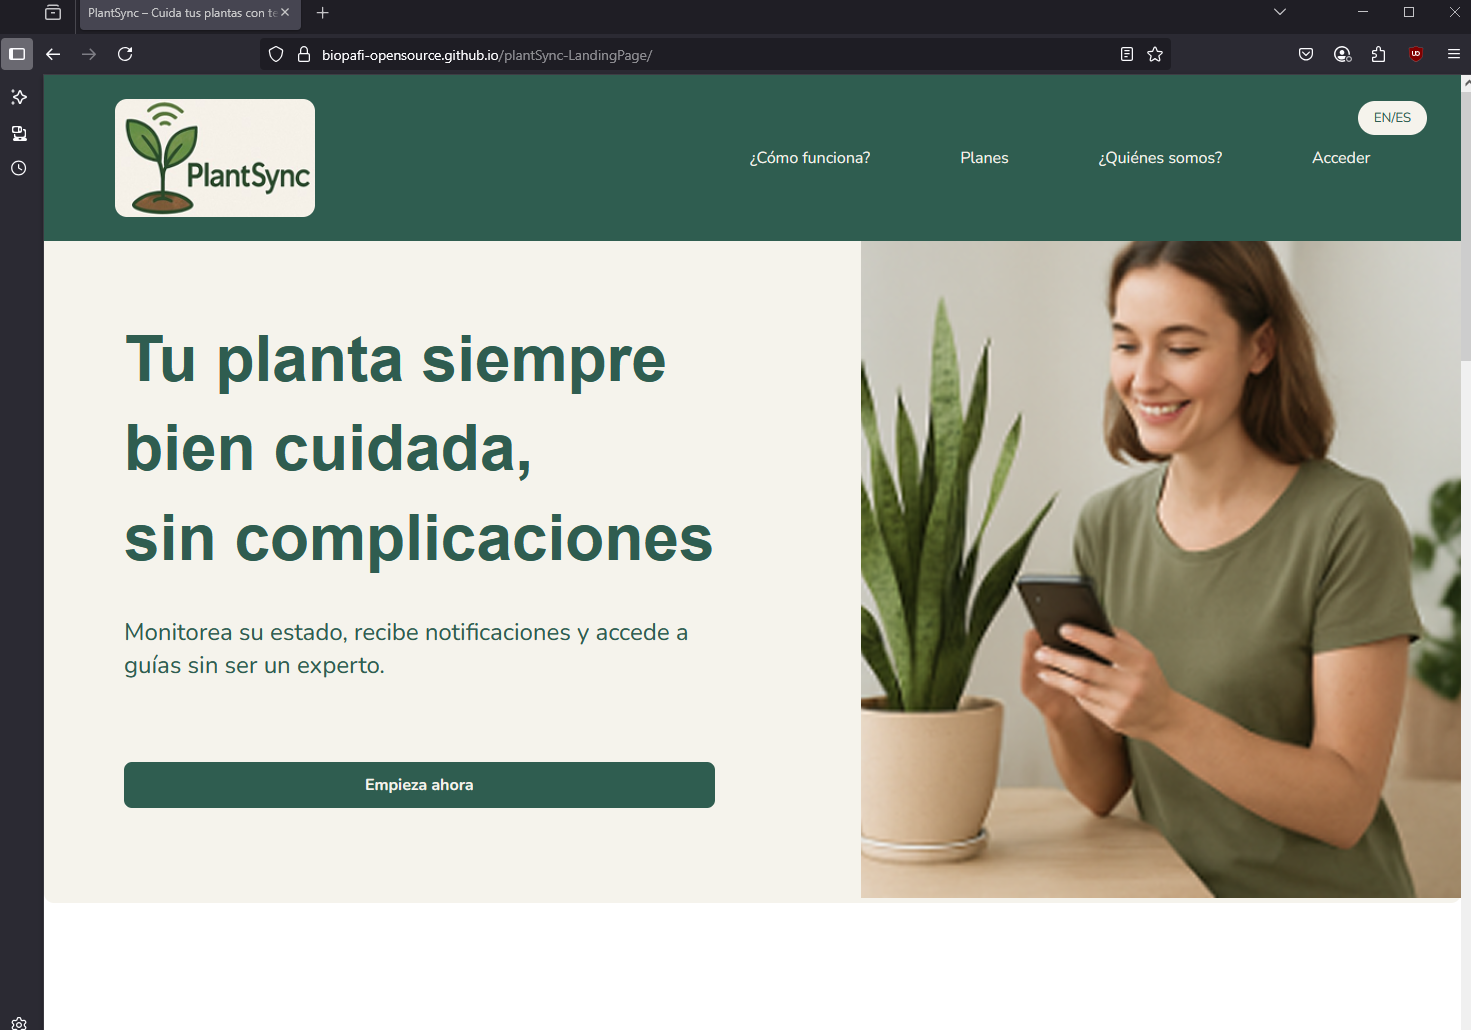 PlantSync – Cuida tus plantas con te
biopafi-opensource.github.io/plantSync-LandingPage/
PlantSync
EN/ES
¿Cómo funciona?
Planes
¿Quiénes somos?
Acceder
Tu planta siempre
bien cuidada,
sin complicaciones
Monitorea su estado, recibe notificaciones y accede a
guías sin ser un experto.
Empieza ahora